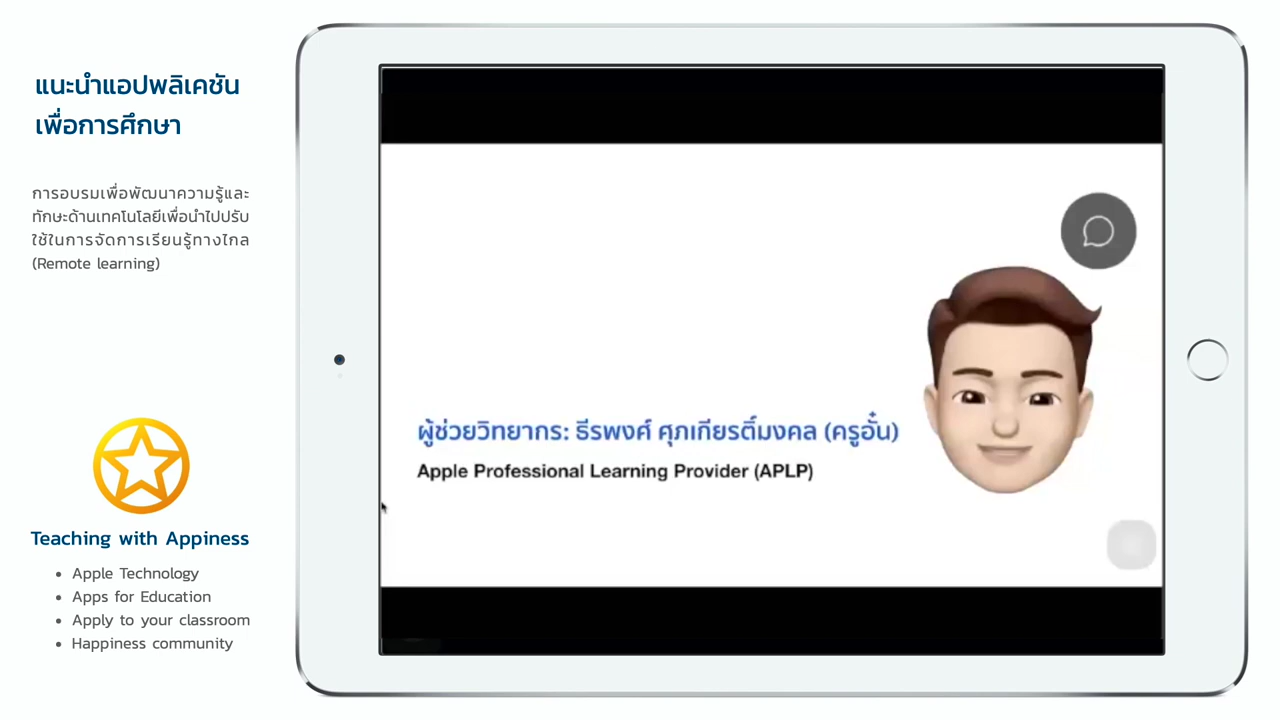 แนะนำแอปพลิเคชัน
เพื่อการศึกษา
การอบรมเพื่อพัฒนาความรู้และ
ทักษะด้านเทคโนโลยีเพื่อนำไปปรับ
ใช้ในการจัดการเรียนรู้ทางไกล
(Remote learning)
Teaching with Appiness
• Apple Technology
• Apps for Education
• Apply to your classroom
• Happiness community
ผู้ช่วยวิทยากร: ธีรพงศ์ ศุภเกียรติ์มงคล (ครูอั๋น)
Apple Professional Learning Provider (APLP)